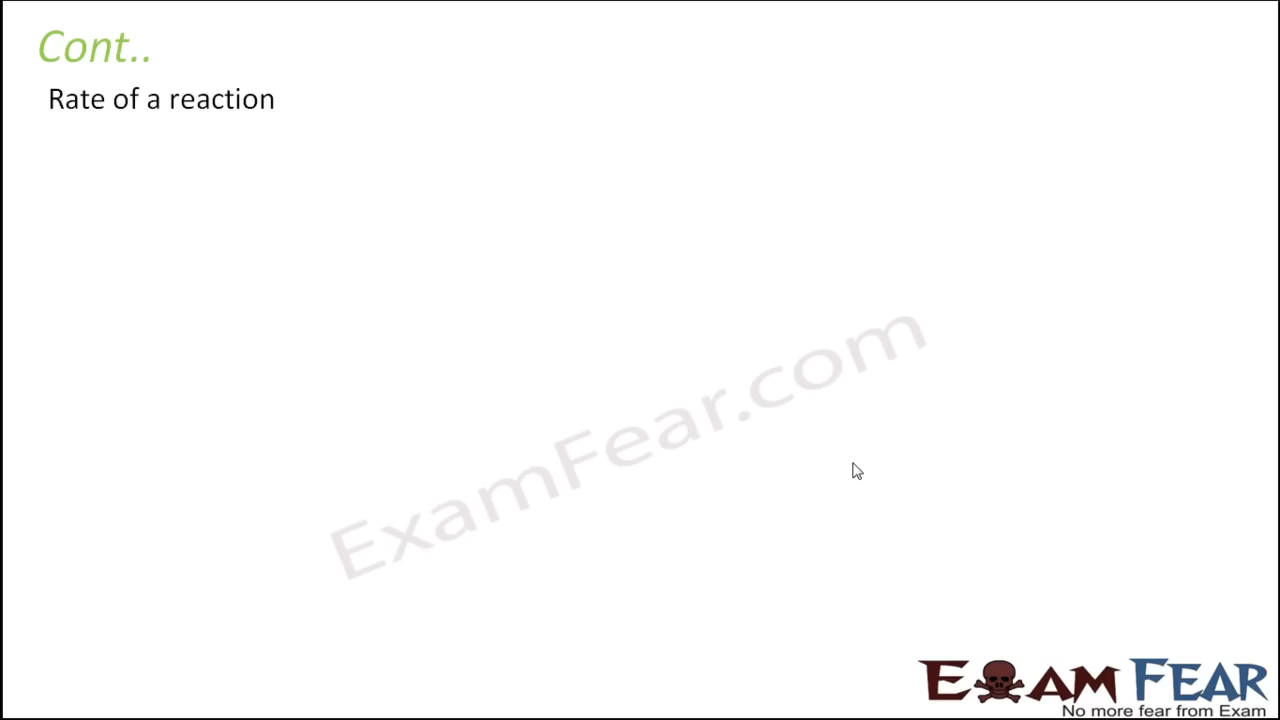 Cont..
Rate of a reaction
ExamFear.com
EXAM FEAR
No more fear from Exam